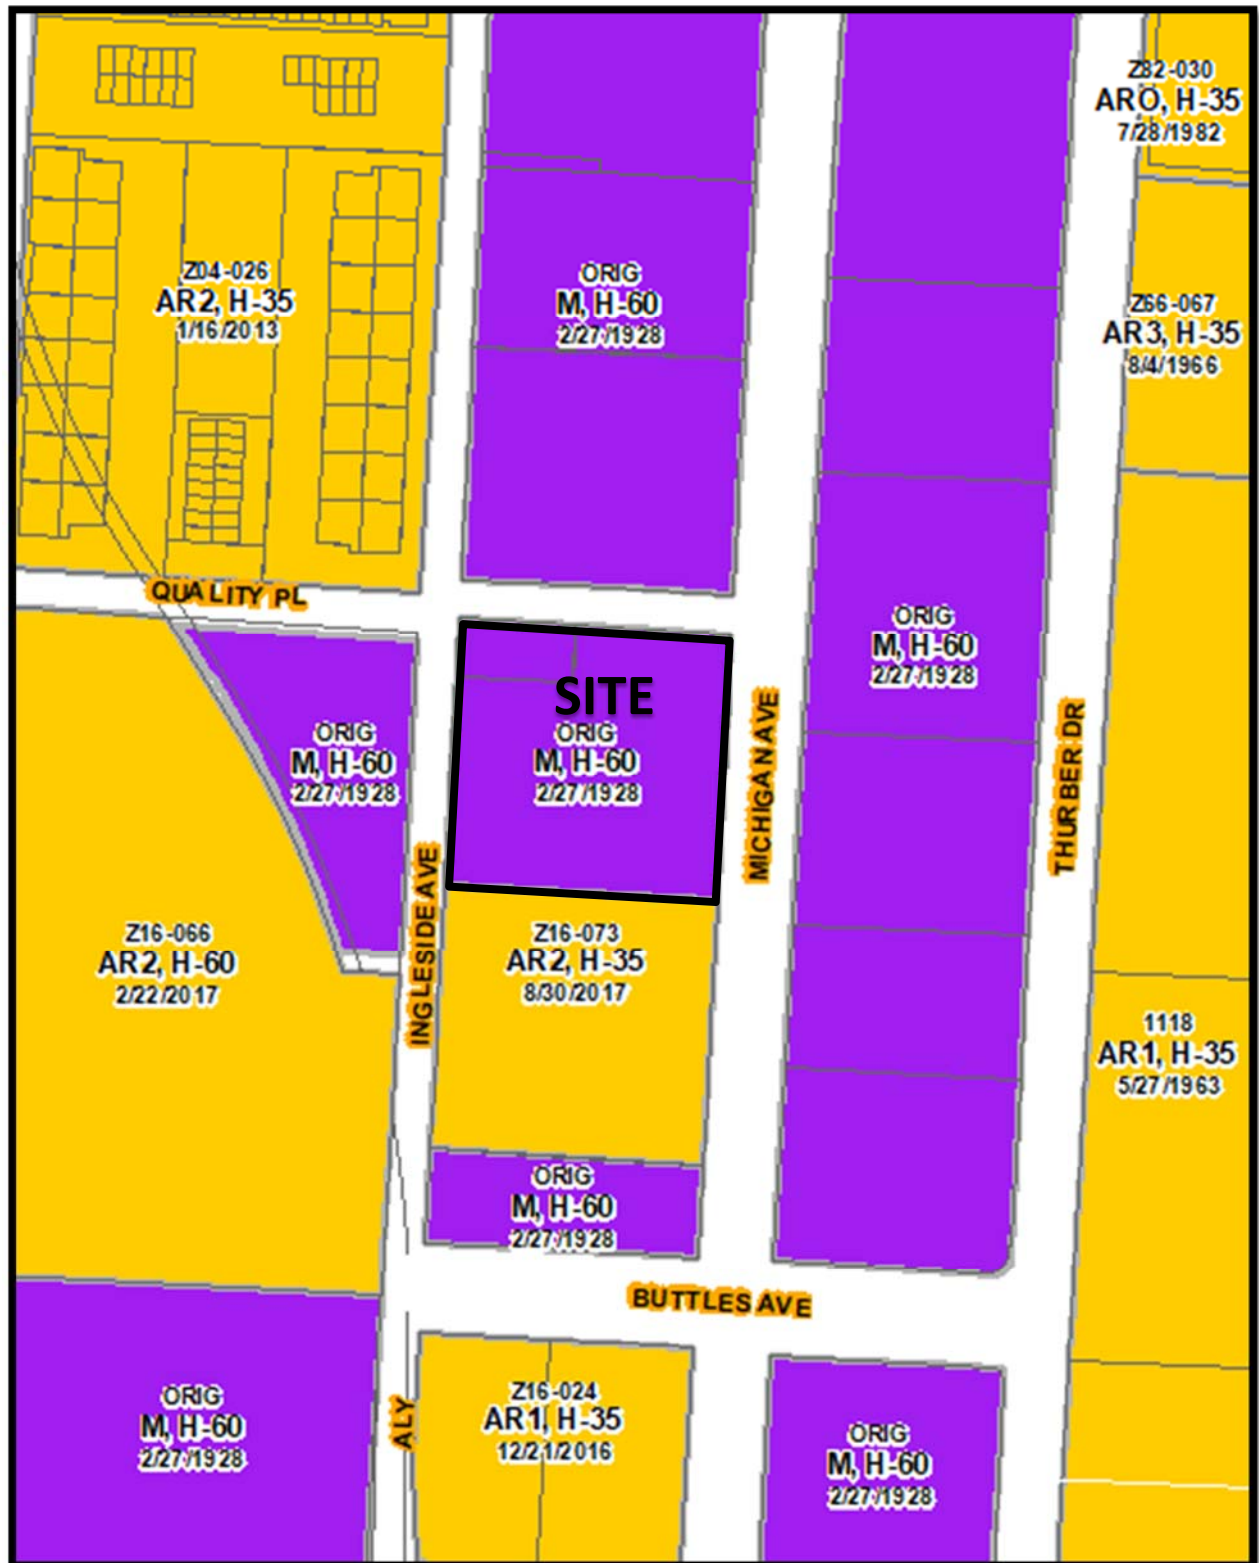 Z82-030
ARO, H-35
7/28/1982
Z04-026
AR2, H-35
1/16/2013
ORIG
M, H-60
2/27/1928
Z66-067
AR3, H-35
8/4/1966
QUALITY PL
ORIG
M, H-60
2/27/1928
SITE
ORIG
M, H-60
2/27/1928
ORIG
M, H-60
2/27/1928
MICHIGAN AVE
THURBER DR
INGLESIDE AVE
Z16-066
AR2, H-60
2/22/2017
Z16-073
AR2, H-35
8/30/2017
1118
AR1, H-35
5/27/1963
ORIG
M, H-60
2/27/1928
BUTTLES AVE
ORIG
M, H-60
2/27/1928
ALY
Z16-024
AR1, H-35
12/21/2016
ORIG
M, H-60
2/27/1928